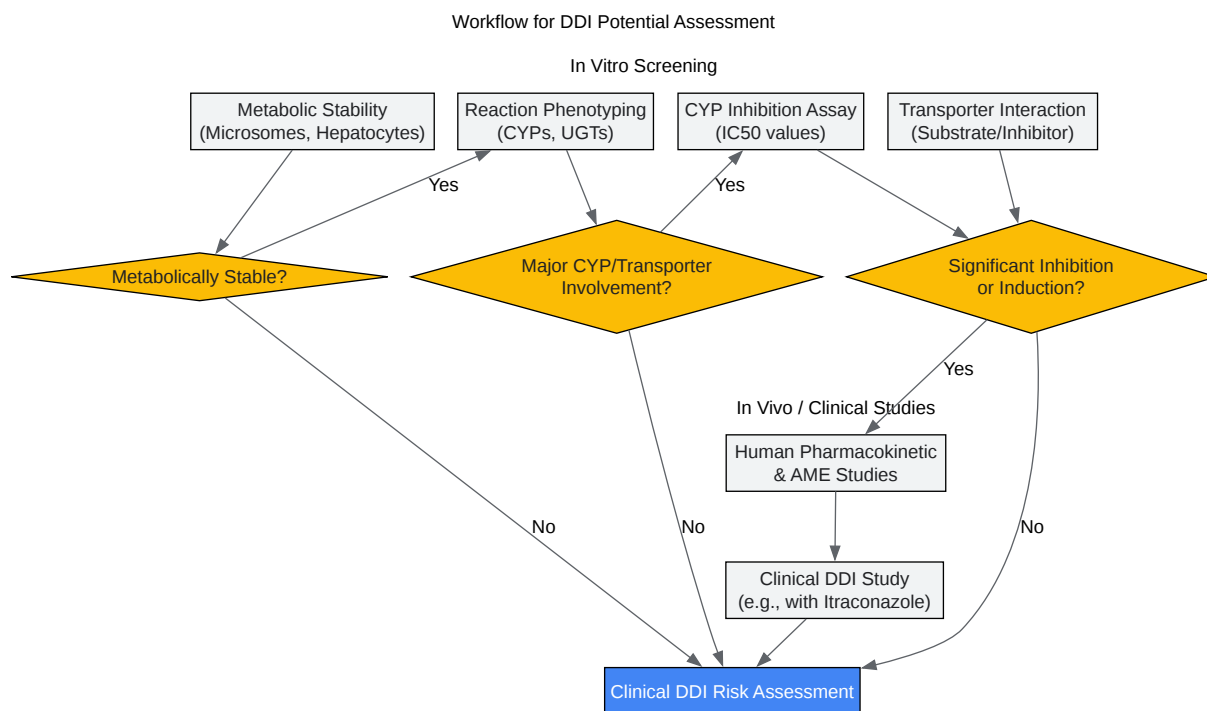 Workflow for DDI Potential Assessment
In Vitro Screening
Metabolic Stability
(Microsomes, Hepatocytes)
Reaction Phenotyping
(CYPs, UGTs)
CYP Inhibition Assay
(IC50 values)
Transporter Interaction
(Substrate/Inhibitor)
Yes
Yes
Metabolically Stable?
Major CYP/Transporter
Involvement?
Significant Inhibition
or Induction?
Yes
In Vivo / Clinical Studies
Human Pharmacokinetic
& AME Studies
No
No
No
Clinical DDI Study
(e.g., with Itraconazole)
Clinical DDI Risk Assessment